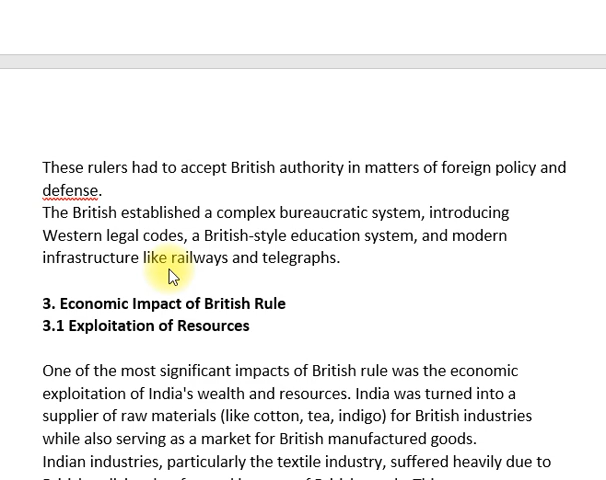 These rulers had to accept British authority in matters of foreign policy and
defense.
The British established a complex bureaucratic system, introducing
Western legal codes, a British-style education system, and modern
infrastructure like railways and telegraphs.
3. Economic Impact of British Rule
3.1 Exploitation of Resources
One of the most significant impacts of British rule was the economic
exploitation of India's wealth and resources. India was turned into a
supplier of raw materials (like cotton, tea, indigo) for British industries
while also serving as a market for British manufactured goods.
Indian industries, particularly the textile industry, suffered heavily due to